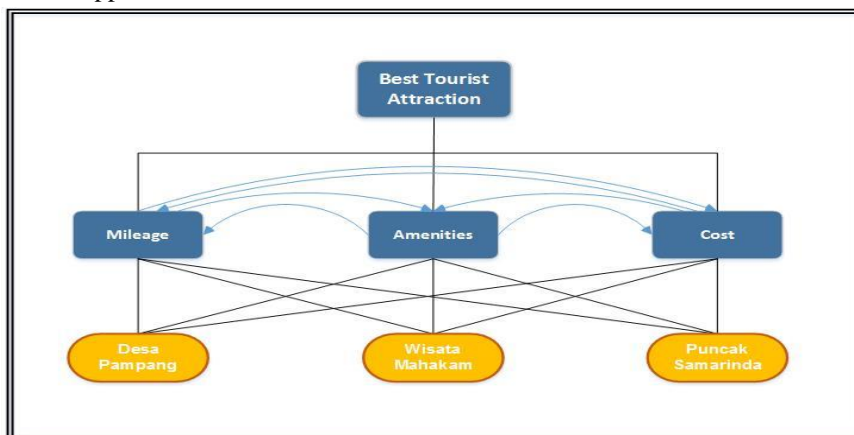 Best Tourist
Attraction
Mileage
Amenities
Cost
Desa
Pampang
Wisata
Mahakam
Puncak
Samarinda